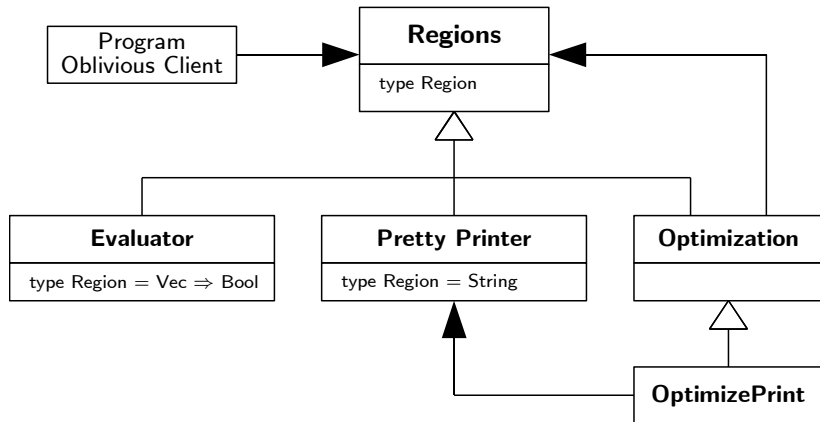 Program
Oblivious Client
Regions
type Region
Evaluator
type Region = Vec ⇒ Bool
Pretty Printer
type Region = String
Optimization
OptimizePrint